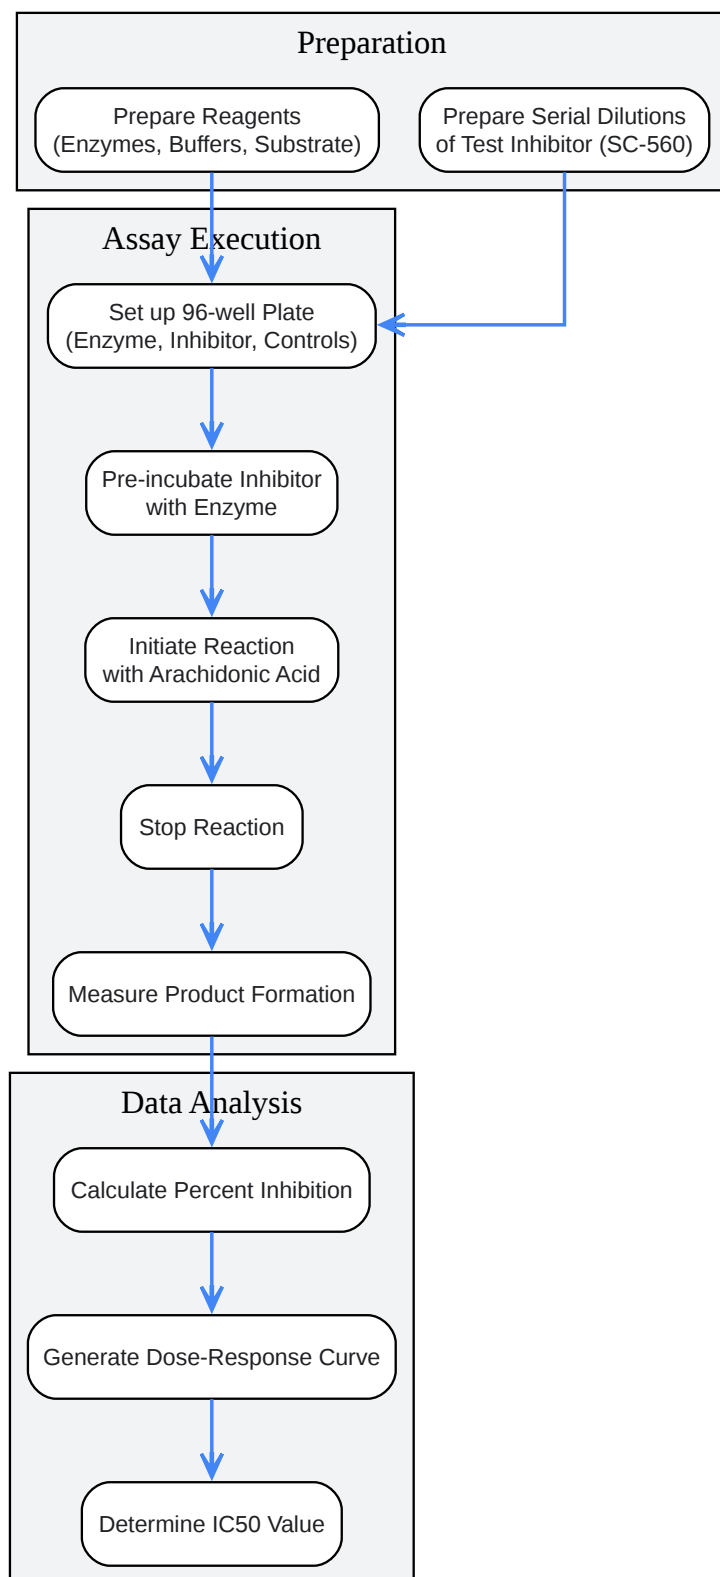 Preparation
Prepare Reagents
(Enzymes, Buffers, Substrate)
Prepare Serial Dilutions
of Test Inhibitor (SC-560)
Assay Execution
Set up 96-well Plate
(Enzyme, Inhibitor, Controls)
Pre-incubate Inhibitor
with Enzyme
Initiate Reaction
with Arachidonic Acid
Stop Reaction
Measure Product Formation
Data Analysis
Calculate Percent Inhibition
Generate Dose-Response Curve
Determine IC50 Value